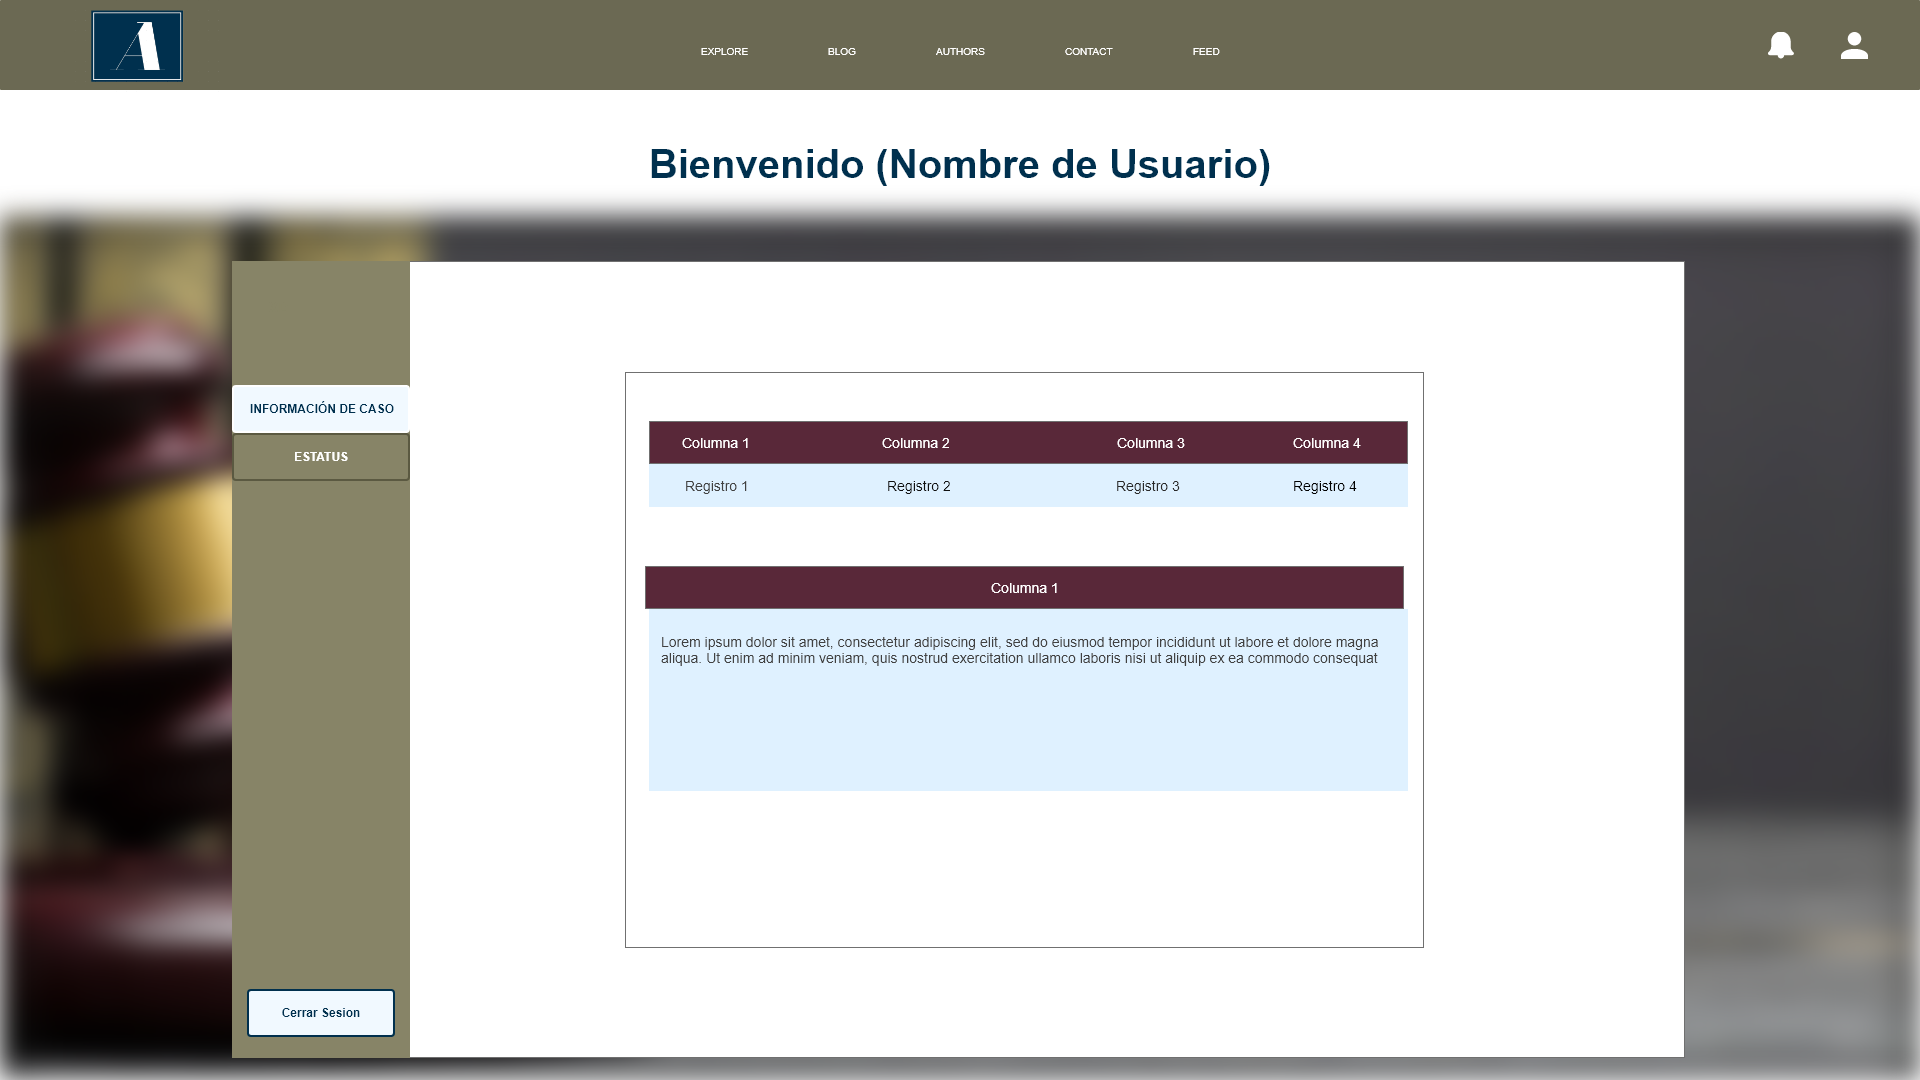 A
EXPLORE BLOG AUTHORS CONTACT FEED
Bienvenido (Nombre de Usuario)
INFORMACIÓN DE CASO
ESTATUS
Columna 1 Columna 2 Columna 3 Columna 4
Registro 1 Registro 2 Registro 3 Registro 4
Columna 1
Lorem ipsum dolor sit amet, consectetur adipiscing elit, sed do eiusmod tempor incididunt ut labore et dolore magna
aliqua. Ut enim ad minim veniam, quis nostrud exercitation ullamco laboris nisi ut aliquip ex ea commodo consequat
Cerrar Sesion